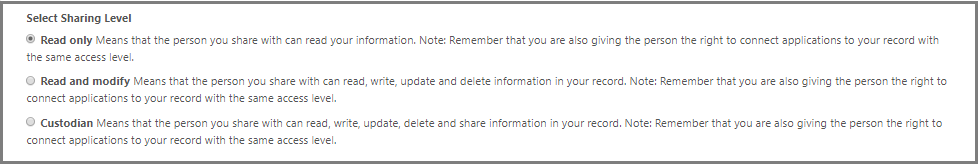 Select Sharing Level
Read only Means that the person you share with can read your information. Note: Remember that you are also giving the person the right to connect applications to your record with
the same access level.
Read and modify Means that the person you share with can read, write, update and delete information in your record. Note: Remember that you are also giving the person the right to
connect applications to your record with the same access level.
Custodian Means that the person you share with can read, write, update, delete and share information in your record. Note: Remember that you are also giving the person the right to
connect applications to your record with the same access level.